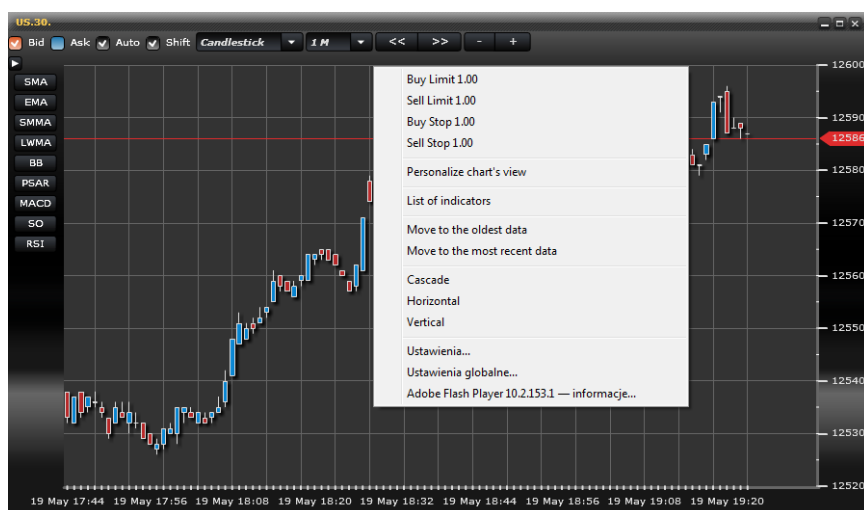 US.30.
Bid Ask Auto Shift Candlestick 1 M << >> - +
SMA
EMA
SMMA
LWMA
BB
PSAR
MACD
SO
RSI
Buy Limit 1.00
Sell Limit 1.00
Buy Stop 1.00
Sell Stop 1.00
Personalize chart's view
List of indicators
Move to the oldest data
Move to the most recent data
Cascade
Horizontal
Vertical
Ustawienia...
Ustawienia globalne...
Adobe Flash Player 10.2.153.1 — informacje...
12600
12590
12586
12580
12570
12560
12550
12540
12530
12520
19 May 17:44 19 May 17:56 19 May 18:08 19 May 18:20 19 May 18:32 19 May 18:44 19 May 18:56 19 May 19:08 19 May 19:20